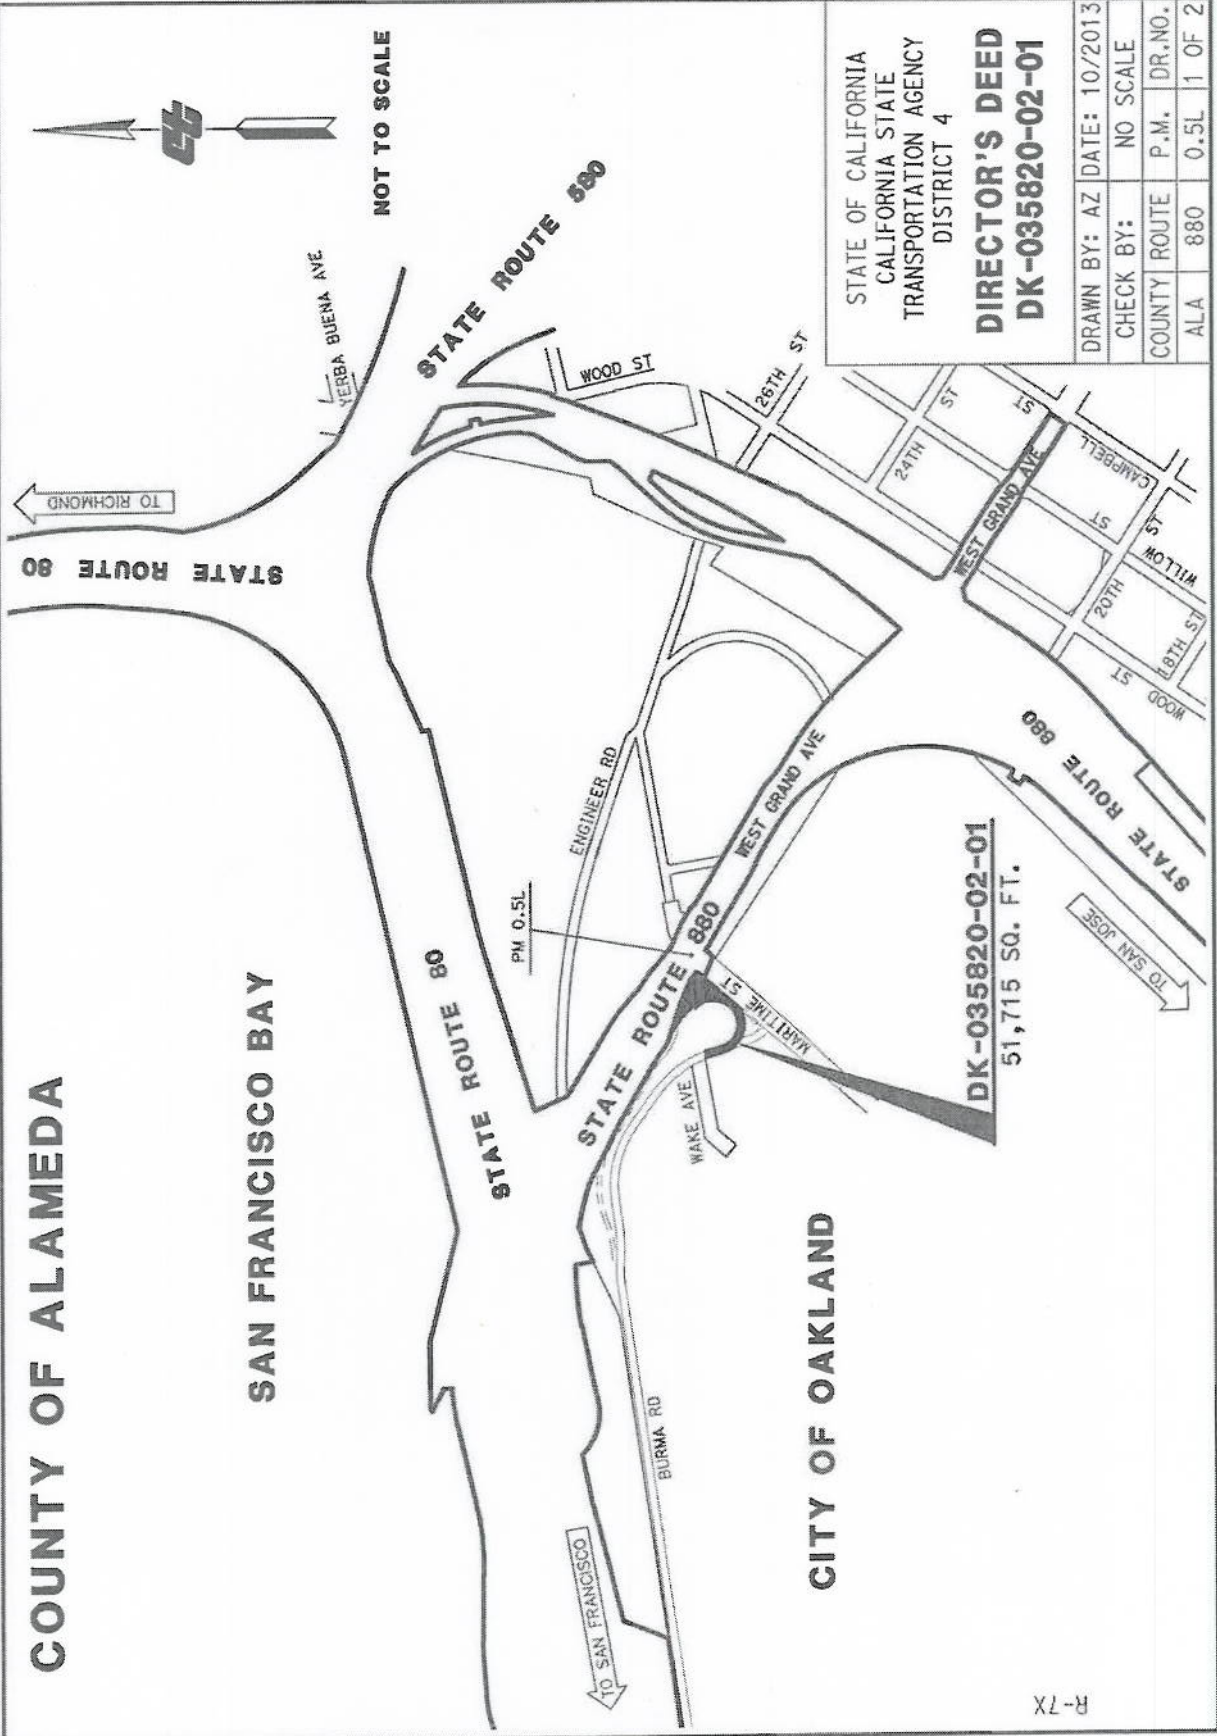 COUNTY OF ALAMEDA
SAN FRANCISCO BAY
NOT TO SCALE
TO RICHMOND
STATE ROUTE 80
YERBA BUENA AVE
STATE ROUTE 580
STATE ROUTE 80
PM 0.5L
ENGINEER RD
WOOD ST
26TH ST
24TH ST
WEST GRAND AVE
CAMPBELL ST
20TH ST
WILLOW ST
18TH ST
WOOD ST
STATE ROUTE 880
WEST GRAND AVE
MARITIME ST
WAKE AVE
STATE ROUTE 880
TO SAN JOSE
DK-035820-02-01
51,715 SQ. FT.
BURMA RD
TO SAN FRANCISCO
CITY OF OAKLAND
STATE OF CALIFORNIA
CALIFORNIA STATE
TRANSPORTATION AGENCY
DISTRICT 4
DIRECTOR'S DEED
DK-035820-02-01
DRAWN BY: AZ DATE: 10/2013
CHECK BY: NO SCALE
COUNTY ROUTE P.M. DR.NO.
ALA 880 0.5L 1 OF 2
R-7X